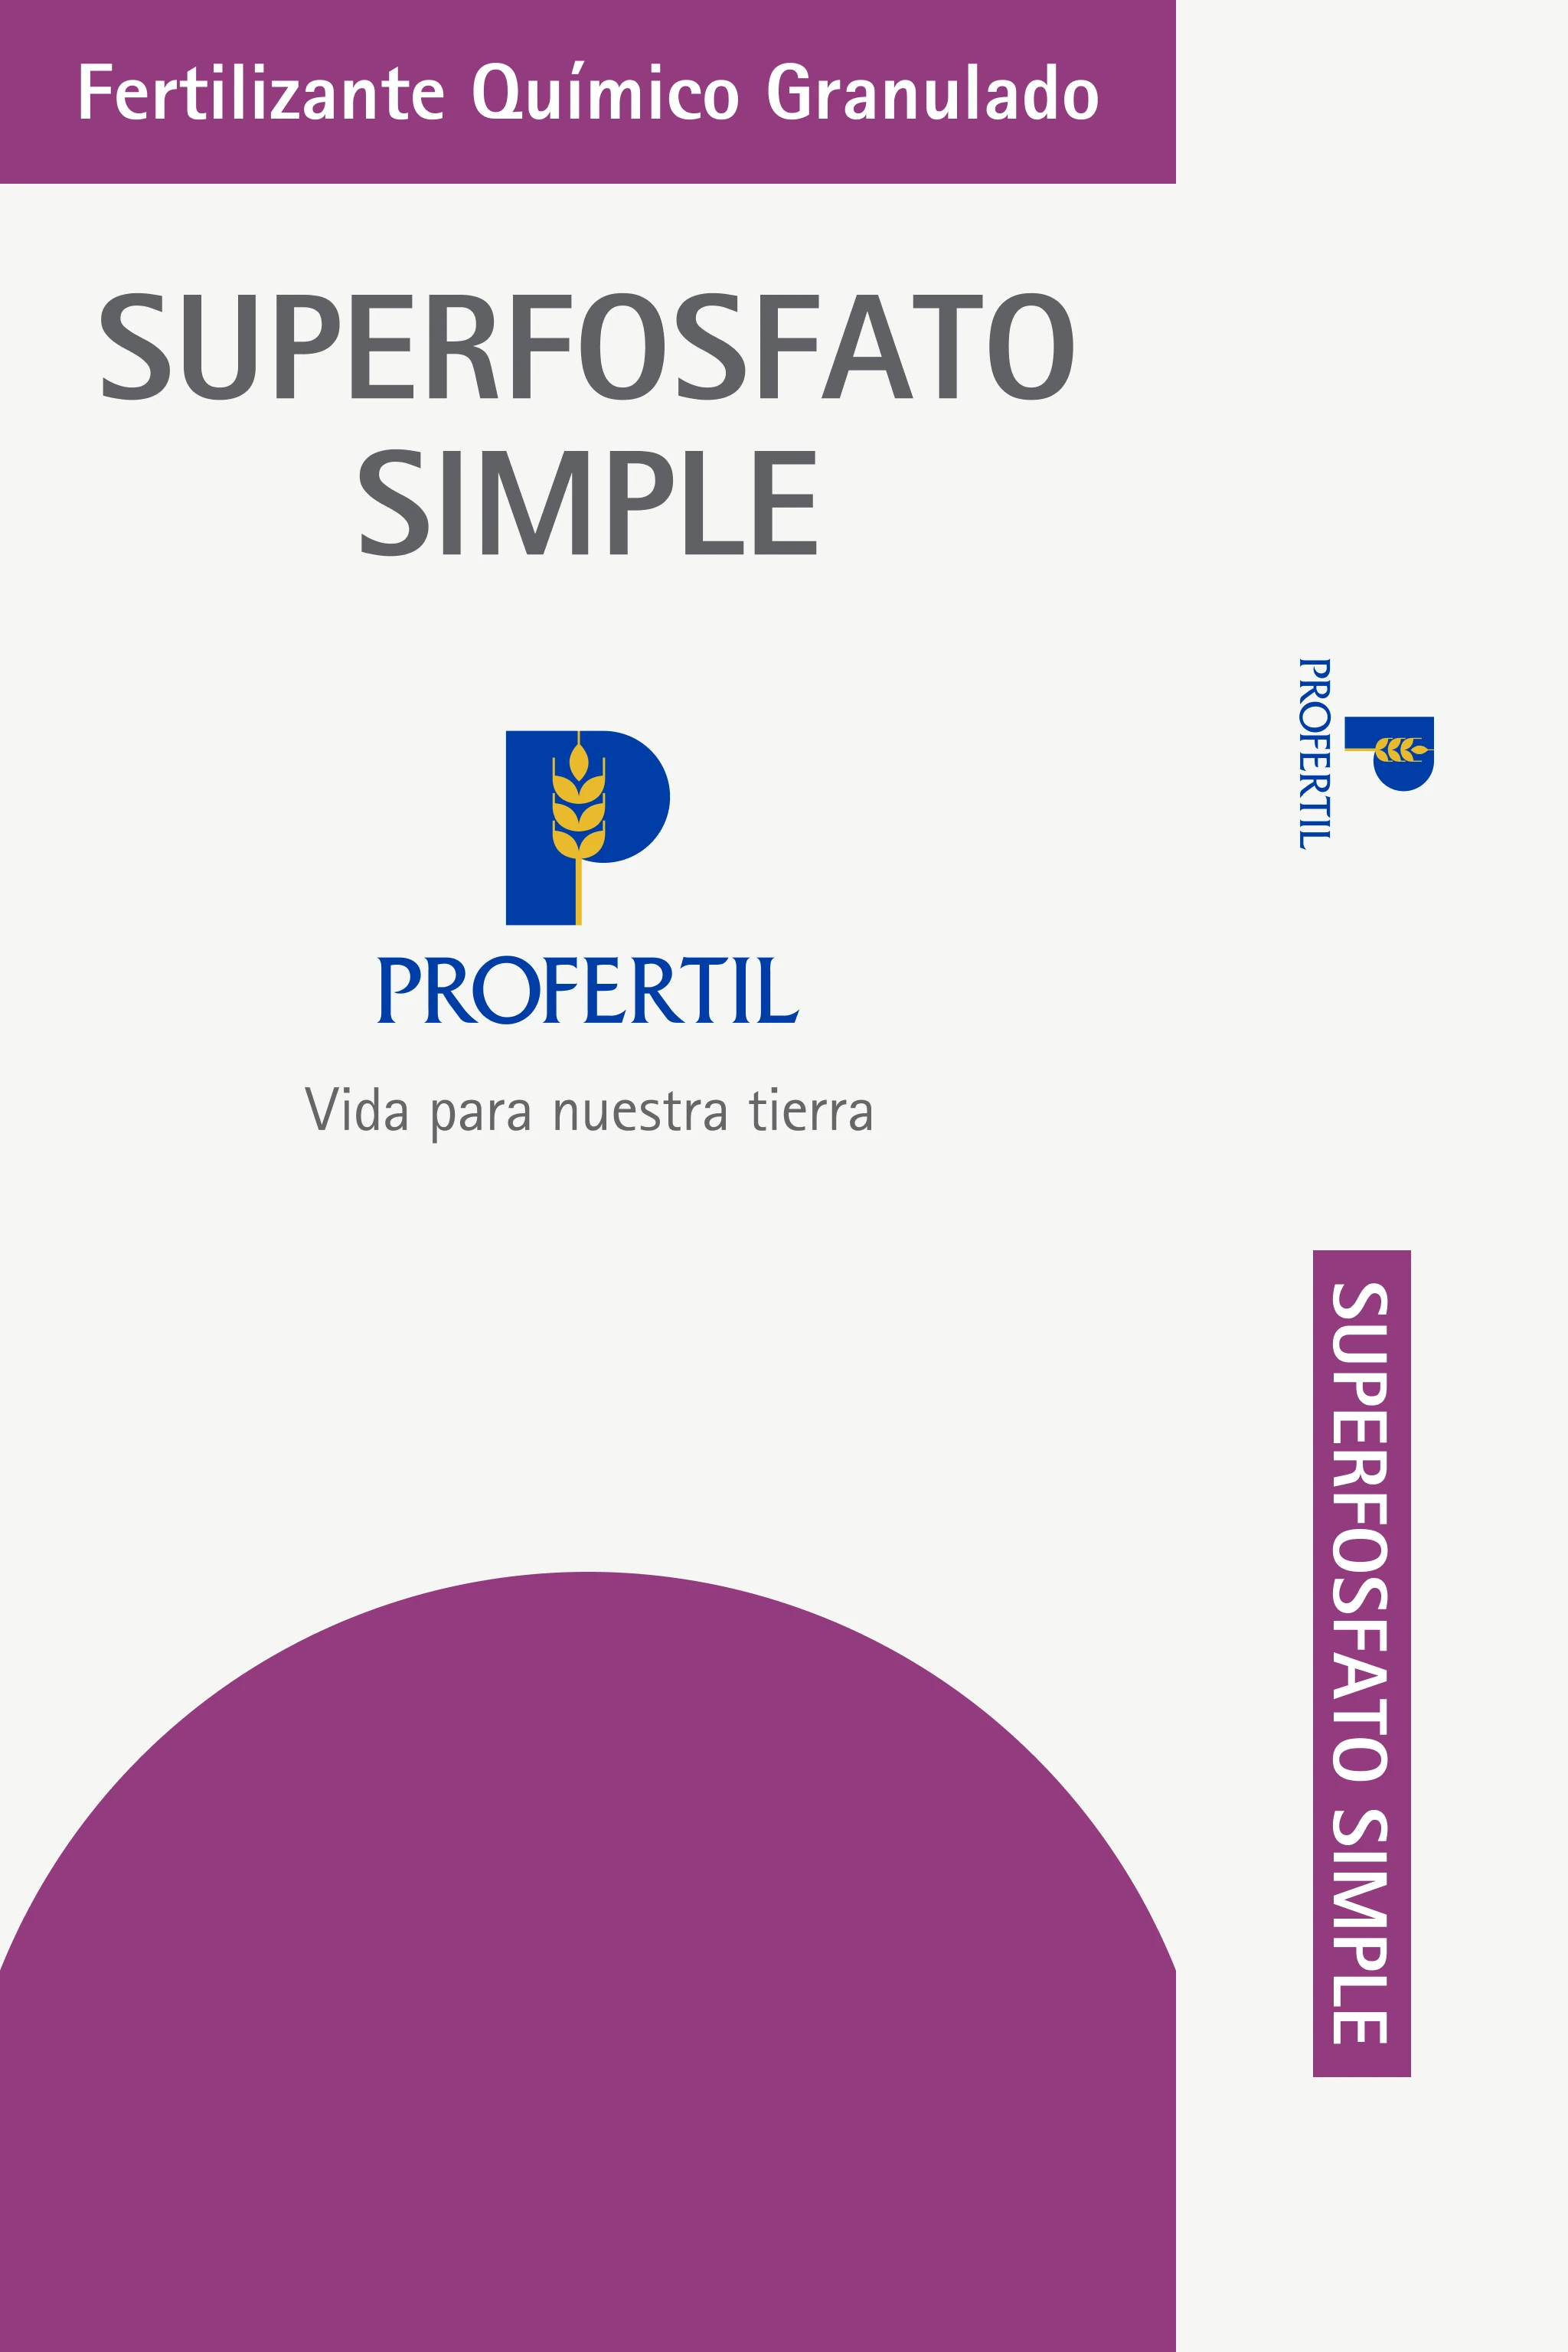 Fertilizante Químico Granulado
SUPERFOSFATO
SIMPLE
PROFERTIL
Vida para nuestra tierra
PROFERTIL
SUPERFOSFATO SIMPLE